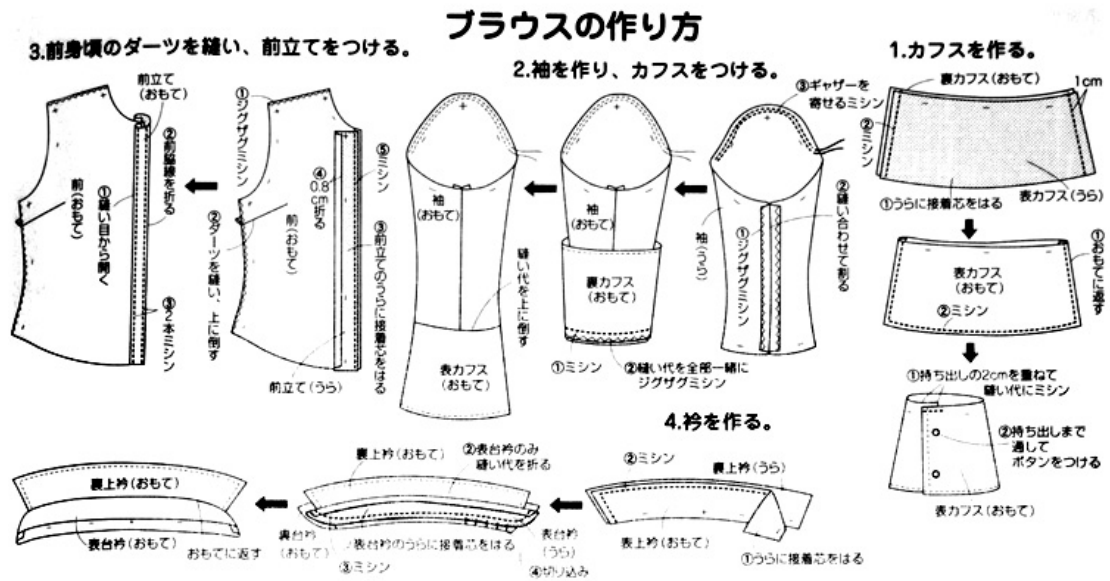 ブラウスの作り方
1.カフスを作る。
裏カフス(おもて)
1cm
②ミシン
①うらに接着芯をはる
表カフス(うら)
①おもてに返す
表カフス
(おもて)
②ミシン
①持ち出しの2cmを重ねて
縫い代にミシン
②持ち出しまで
通して
ボタンをつける
表カフス(おもて)
2.袖を作り、カフスをつける。
③ギャザーを
寄せるミシン
②縫い合わせて割る
①ジグザグミシン
袖(うら)
袖
(おもて)
裏カフス
(おもて)
①ミシン
②縫い代を全部一緒に
ジグザグミシン
袖
(おもて)
縫い代を上に倒す
表カフス
(おもて)
3.前身頃のダーツを縫い、前立てをつける。
①ジグザグミシン
⑤ミシン
④0.8cm折る
前(おもて)
②ダーツを縫い、上に倒す
③前立てのうらに接着芯をはる
前立て(うら)
前立て
(おもて)
②前脇線を折る
①縫い目から開く
前(おもて)
③2本ミシン
4.衿を作る。
②ミシン
裏上衿(うら)
表上衿(おもて)
①うらに接着芯をはる
裏上衿(おもて)
②表台衿のみ
縫い代を折る
裏台衿
(おもて)
表台衿のうらに接着芯をはる
表台衿
(うら)
③ミシン
④切り込み
裏上衿(おもて)
表台衿(おもて)
おもてに返す